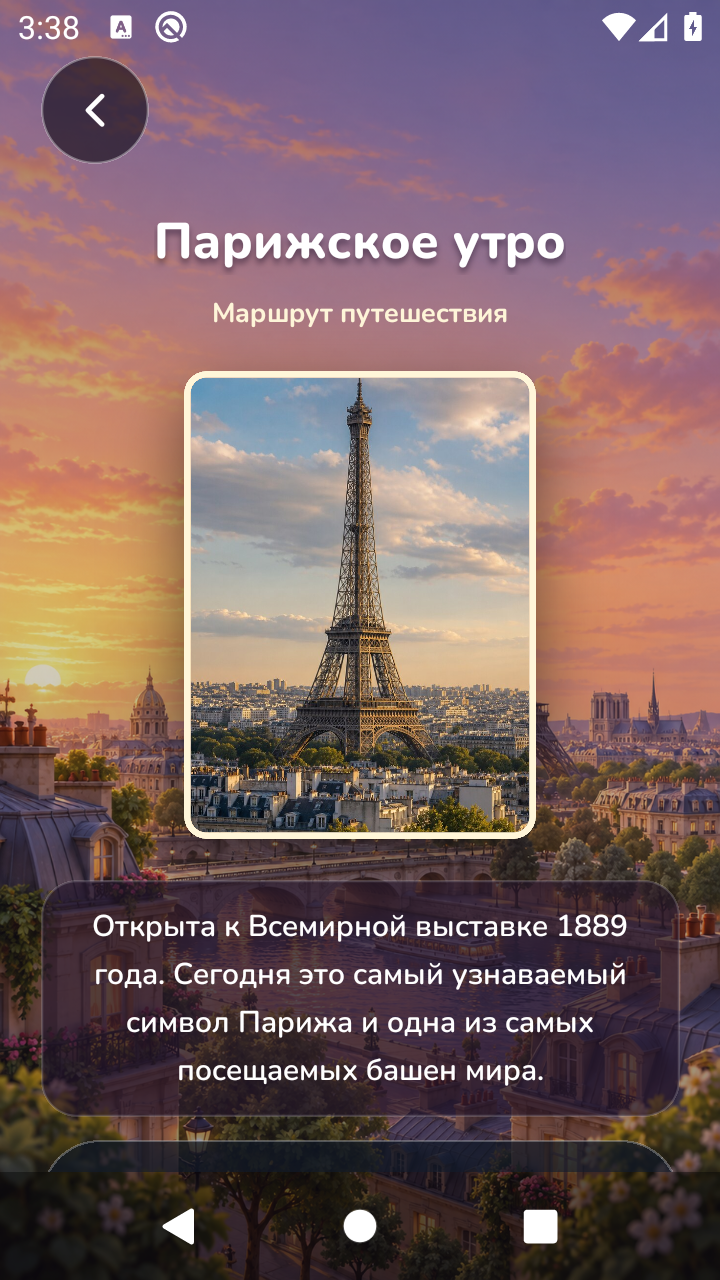 3:38
Парижское утро
Маршрут путешествия
Открыта к Всемирной выставке 1889
года. Сегодня это самый узнаваемый
символ Парижа и одна из самых
посещаемых башен мира.